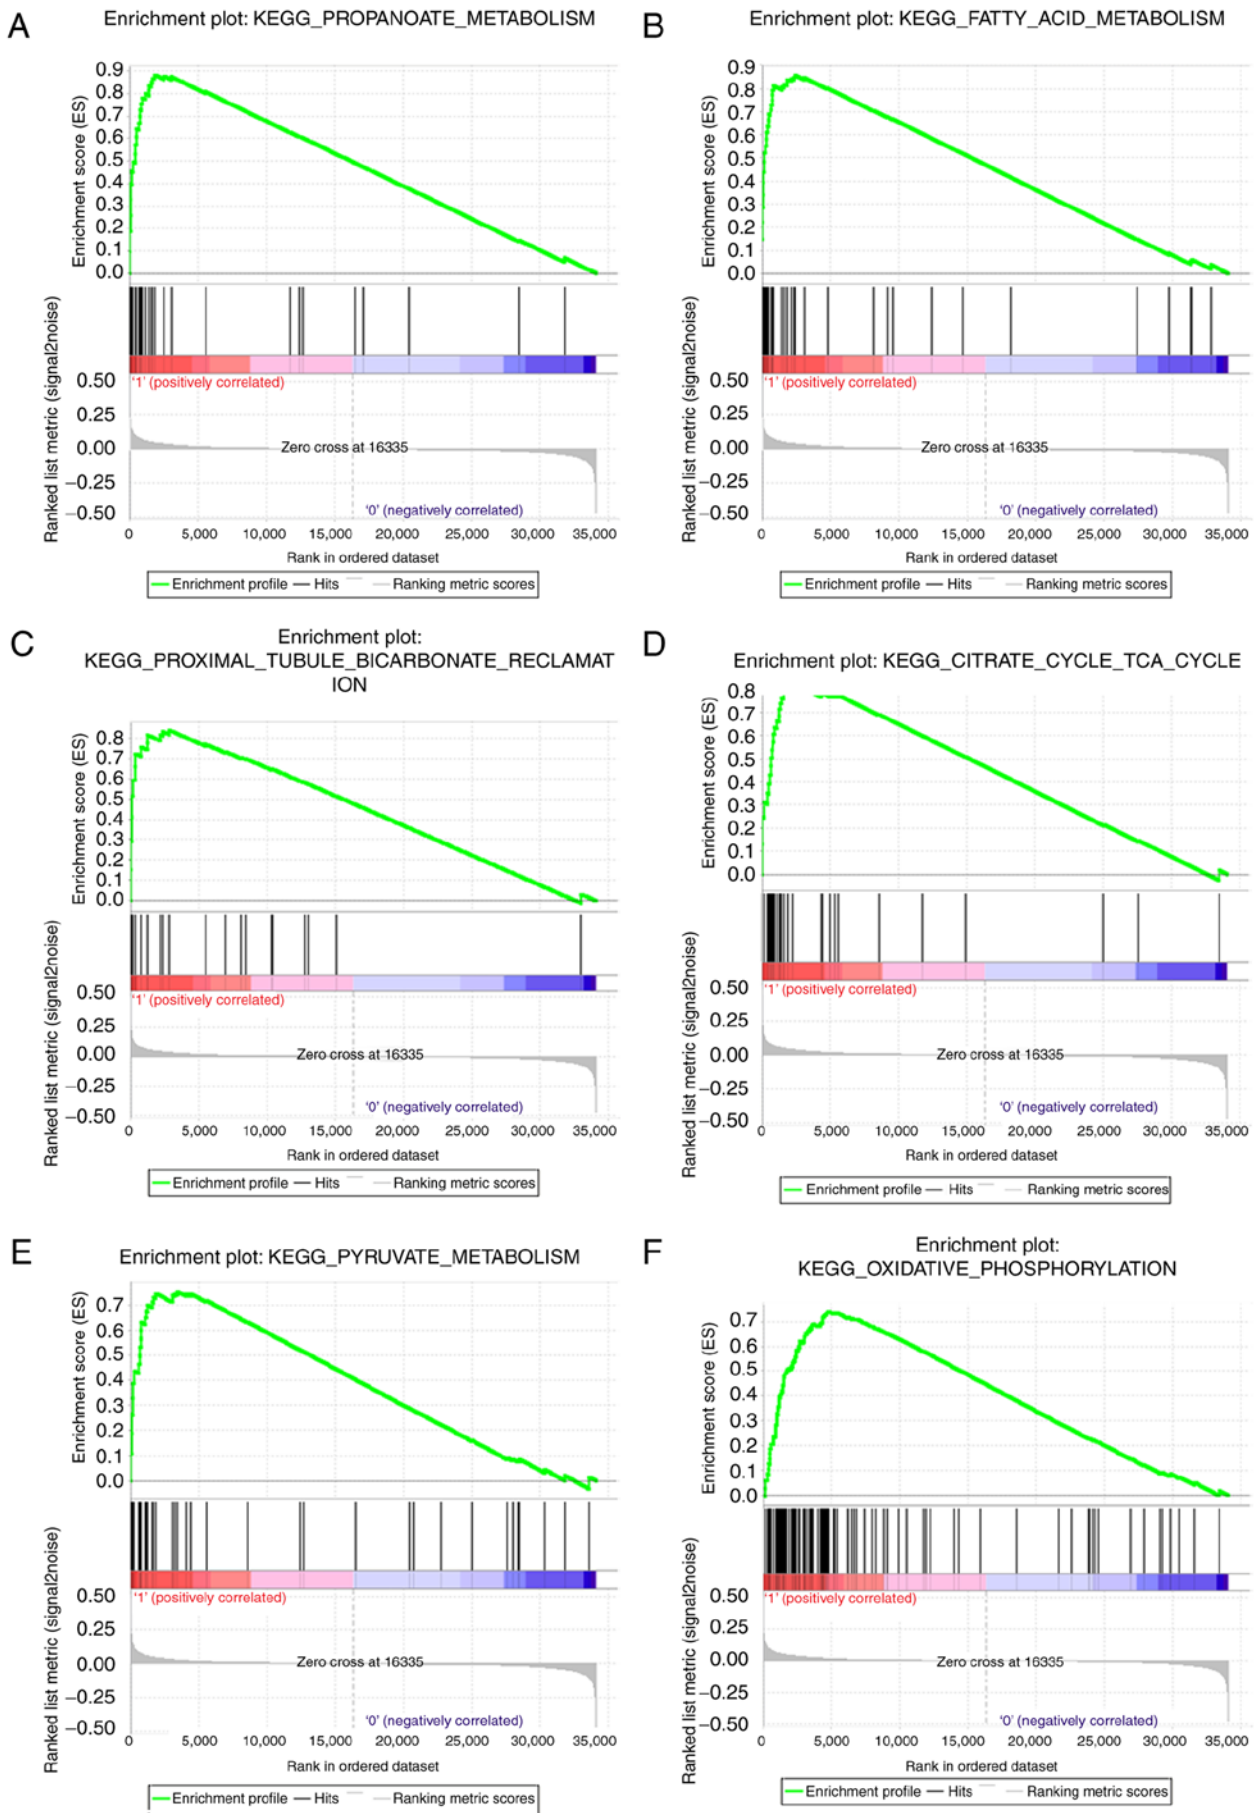 A
Enrichment plot: KEGG_PROPANOATE_METABOLISM
Enrichment score (ES)
0.9
0.8
0.7
0.6
0.5
0.4
0.3
0.2
0.1
0.0
Ranked list metric (signal2noise)
0.50
0.25
0.00
−0.25
−0.50
‘1’ (positively correlated)
Zero cross at 16335
‘0’ (negatively correlated)
0 5,000 10,000 15,000 20,000 25,000 30,000 35,000
Rank in ordered dataset
Enrichment profile Hits Ranking metric scores
B
Enrichment plot: KEGG_FATTY_ACID_METABOLISM
Enrichment score (ES)
0.9
0.8
0.7
0.6
0.5
0.4
0.3
0.2
0.1
0.0
Ranked list metric (signal2noise)
0.50
0.25
0.00
−0.25
−0.50
‘1’ (positively correlated)
Zero cross at 16335
‘0’ (negatively correlated)
0 5,000 10,000 15,000 20,000 25,000 30,000 35,000
Rank in ordered dataset
Enrichment profile Hits Ranking metric scores
C
Enrichment plot:
KEGG_PROXIMAL_TUBULE_BICARBONATE_RECLAMAT
ION
Enrichment score (ES)
0.8
0.7
0.6
0.5
0.4
0.3
0.2
0.1
0.0
Ranked list metric (signal2noise)
0.50
0.25
0.00
−0.25
−0.50
‘1’ (positively correlated)
Zero cross at 16335
‘0’ (negatively correlated)
0 5,000 10,000 15,000 20,000 25,000 30,000 35,000
Rank in ordered dataset
Enrichment profile Hits Ranking metric scores
D
Enrichment plot: KEGG_CITRATE_CYCLE_TCA_CYCLE
Enrichment score (ES)
0.8
0.7
0.6
0.5
0.4
0.3
0.2
0.1
0.0
Ranked list metric (signal2noise)
0.50
0.25
0.00
−0.25
−0.50
‘1’ (positively correlated)
Zero cross at 16335
‘0’ (negatively correlated)
0 5,000 10,000 15,000 20,000 25,000 30,000 35,000
Rank in ordered dataset
Enrichment profile Hits Ranking metric scores
E
Enrichment plot: KEGG_PYRUVATE_METABOLISM
Enrichment score (ES)
0.7
0.6
0.5
0.4
0.3
0.2
0.1
0.0
Ranked list metric (signal2noise)
0.50
0.25
0.00
−0.25
−0.50
‘1’ (positively correlated)
Zero cross at 16335
‘0’ (negatively correlated)
0 5,000 10,000 15,000 20,000 25,000 30,000 35,000
Rank in ordered dataset
Enrichment profile Hits Ranking metric scores
F
Enrichment plot:
KEGG_OXIDATIVE_PHOSPHORYLATION
Enrichment score (ES)
0.7
0.6
0.5
0.4
0.3
0.2
0.1
0.0
Ranked list metric (signal2noise)
0.50
0.25
0.00
−0.25
−0.50
‘1’ (positively correlated)
Zero cross at 16335
‘0’ (negatively correlated)
0 5,000 10,000 15,000 20,000 25,000 30,000 35,000
Rank in ordered dataset
Enrichment profile Hits Ranking metric scores